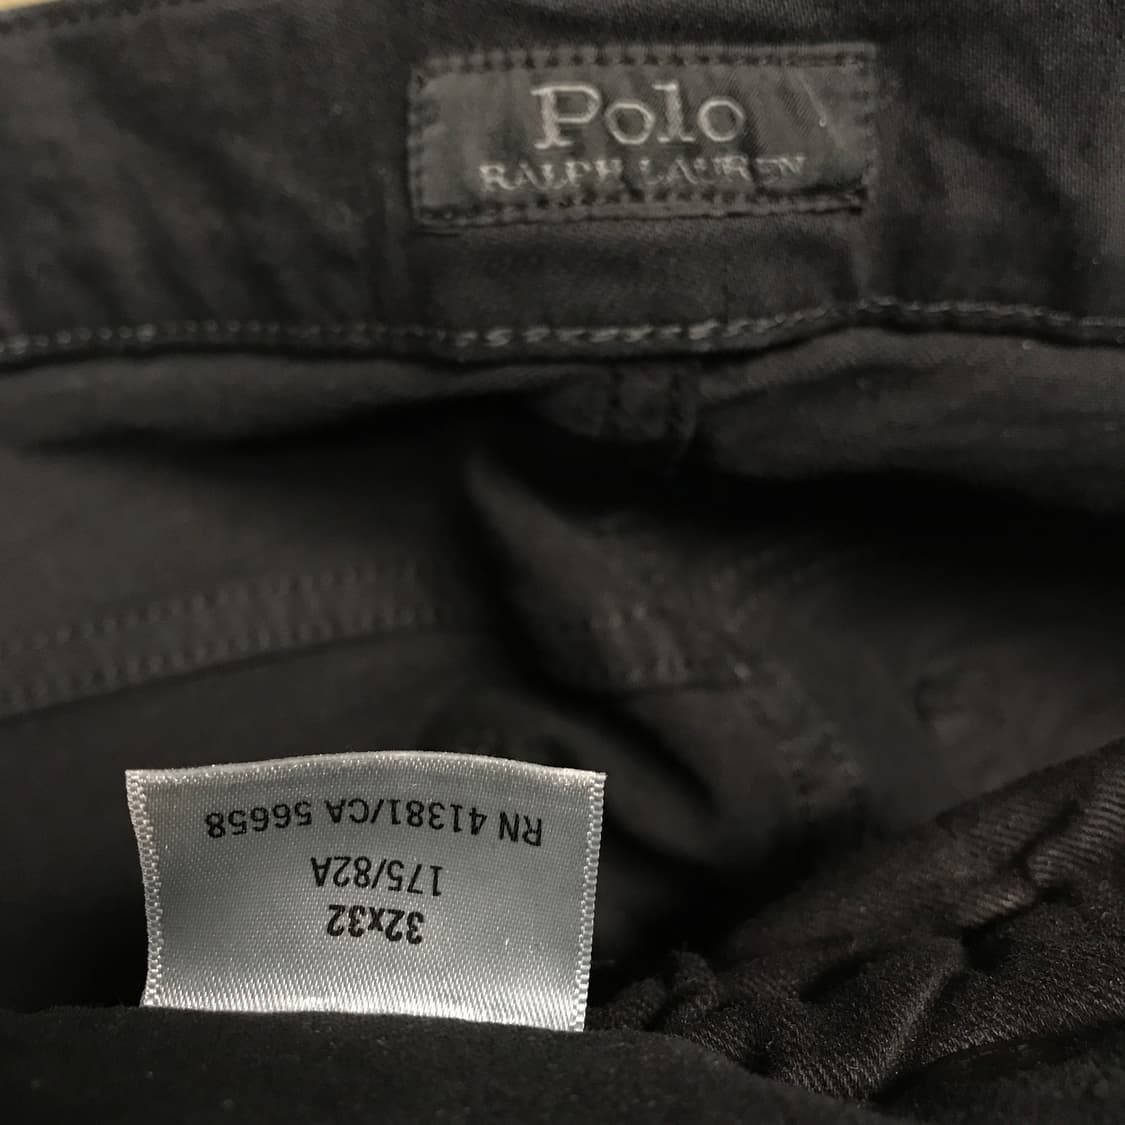 Polo
RALPH LAUREN
32x32
175/82A
RN 41381/CA 56658